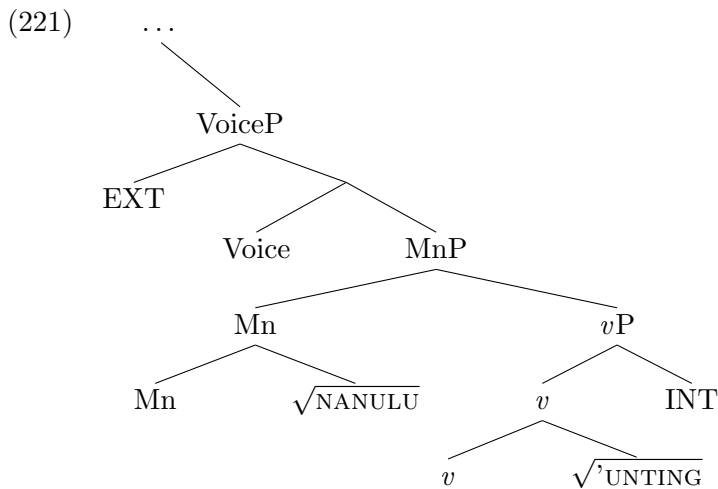 (221) …
VoiceP
EXT
Voice MnP
Mn vP
Mn √NANULU v INT
v √’UNTING